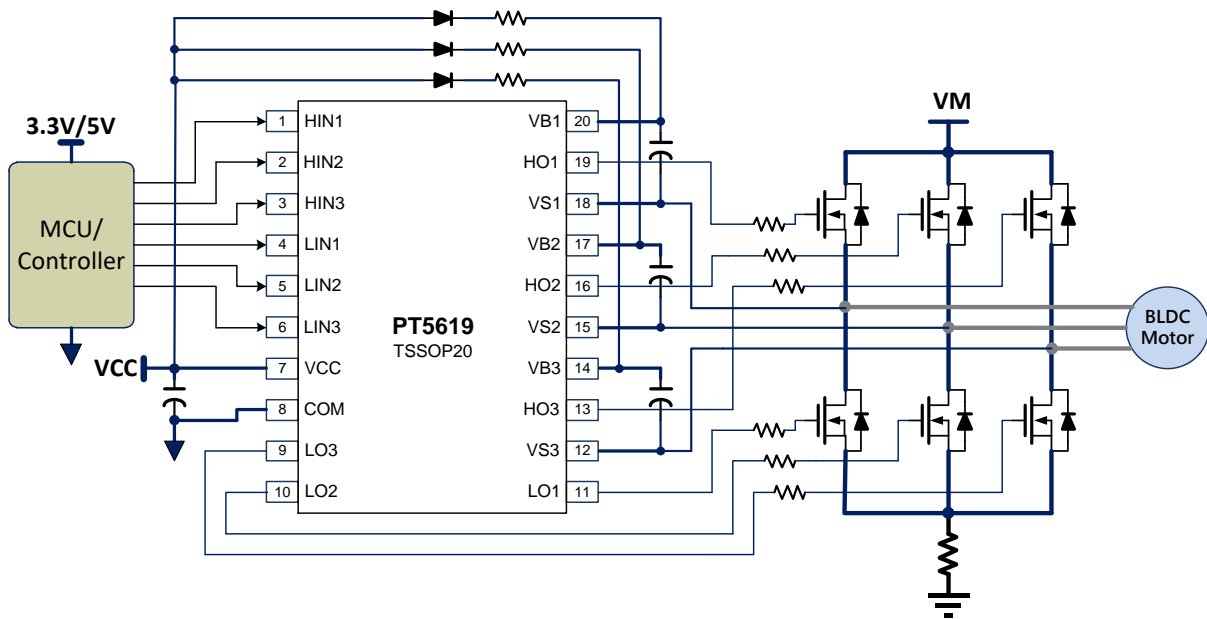 3.3V/5V
MCU/
Controller
VCC
1 HIN1
2 HIN2
3 HIN3
4 LIN1
5 LIN2
6 LIN3
7 VCC
8 COM
9 LO3
10 LO2
PT5619
TSSOP20
VB1 20
HO1 19
VS1 18
VB2 17
HO2 16
VS2 15
VB3 14
HO3 13
VS3 12
LO1 11
VM
BLDC
Motor